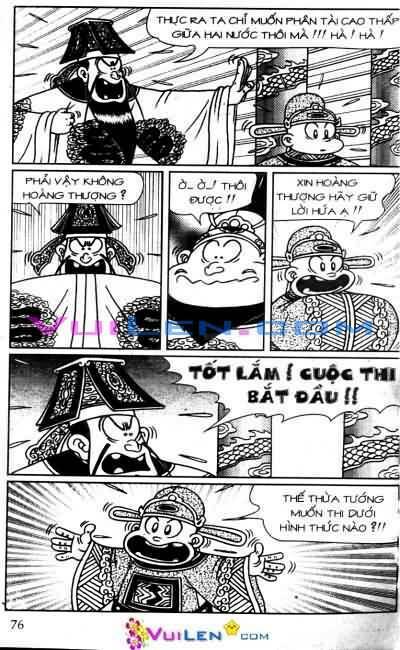 THỰC RA TA CHỈ MUỐN PHÂN TÀI CAO THẤP
GIỮA HAI NƯỚC THÔI MÀ !!! HÀ ! HÀ !
PHẢI VẬY KHÔNG
HOÀNG THƯỢNG ?
Ờ.. Ờ..! THÔI
ĐƯỢC !!
XIN HOÀNG
THƯỢNG HÃY GIỮ
LỜI HỨA Ạ !!
VUILEN.COM
TỐT LẮM ! CUỘC THI
BẮT ĐẦU !!
THẾ THỪA TƯỚNG
MUỐN THI DƯỚI
HÌNH THỨC NÀO ?!!
76
VUILEN COM